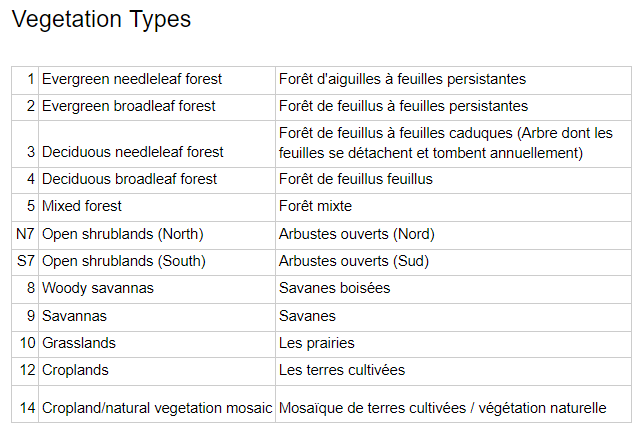 Vegetation Types
1 Evergreen needleleaf forest Forêt d'aiguilles à feuilles persistantes
2 Evergreen broadleaf forest Forêt de feuillus à feuilles persistantes
3 Deciduous needleleaf forest Forêt de feuillus à feuilles caduques (Arbre dont les
feuilles se détachent et tombent annuellement)
4 Deciduous broadleaf forest Forêt de feuillus feuillus
5 Mixed forest Forêt mixte
N7 Open shrublands (North) Arbustes ouverts (Nord)
S7 Open shrublands (South) Arbustes ouverts (Sud)
8 Woody savannas Savanes boisées
9 Savannas Savanes
10 Grasslands Les prairies
12 Croplands Les terres cultivées
14 Cropland/natural vegetation mosaic Mosaïque de terres cultivées / végétation naturelle